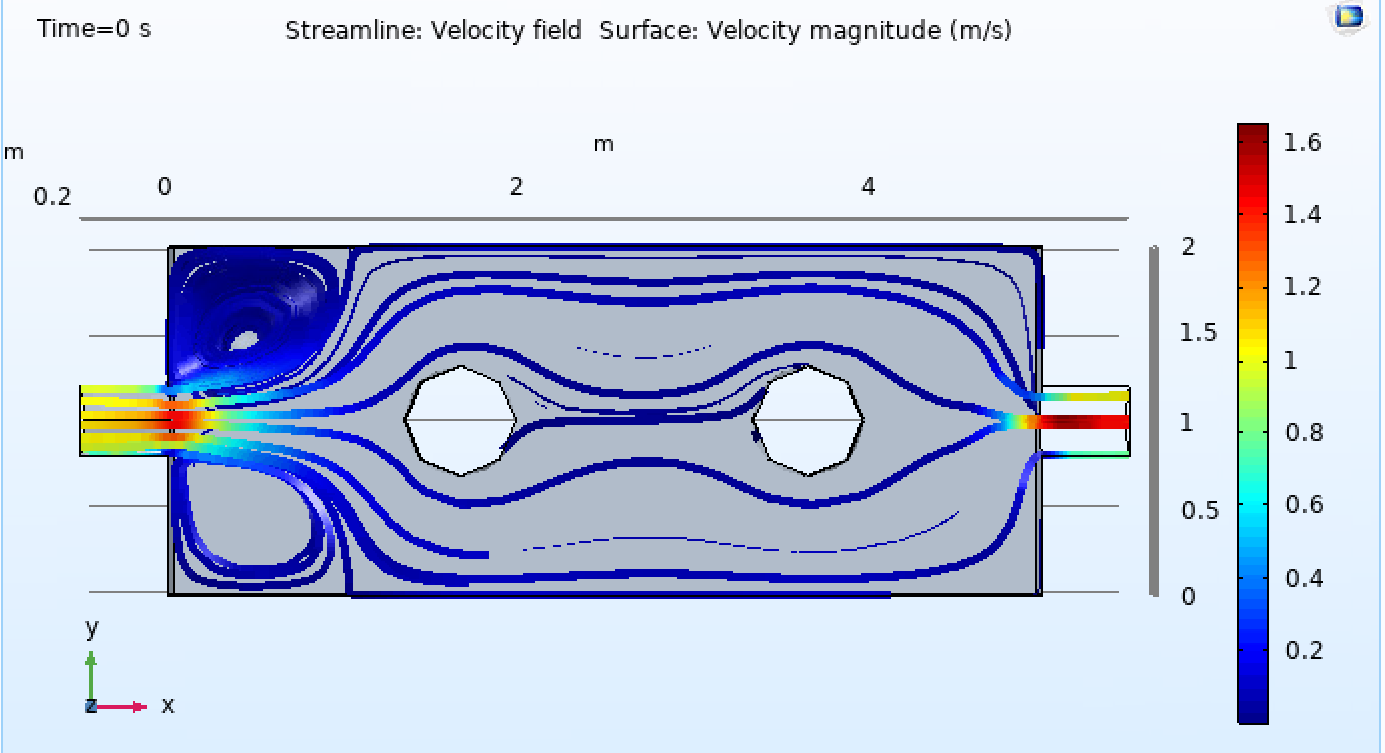 Time=0 s Streamline: Velocity field Surface: Velocity magnitude (m/s)
m
m
0.2
0 2 4
2
1.5
1
0.5
0
1.6
1.4
1.2
1
0.8
0.6
0.4
0.2
y
z x